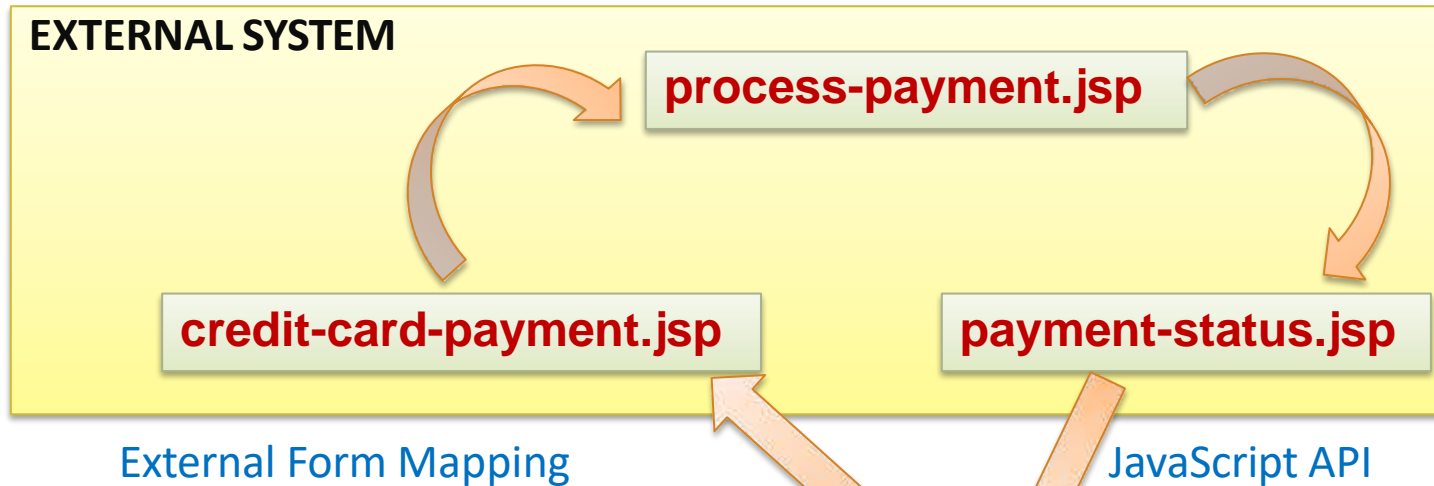 EXTERNAL SYSTEM
process-payment.jsp
credit-card-payment.jsp
payment-status.jsp
External Form Mapping
JavaScript API